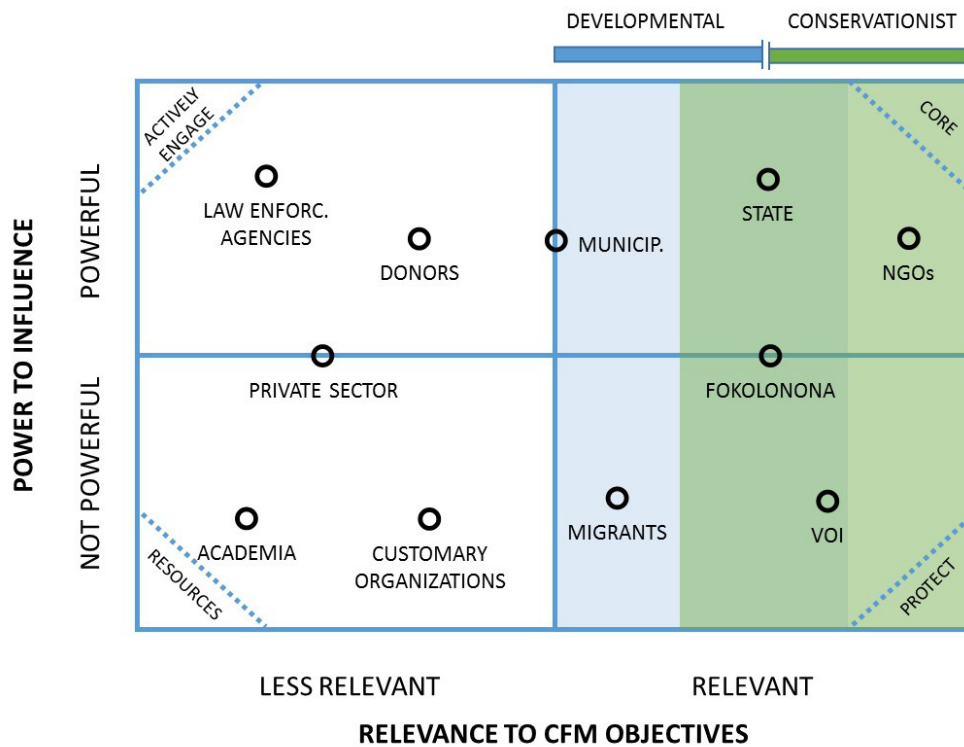 DEVELOPMENTAL
CONSERVATIONIST
ACTIVELY
ENGAGE
CORE
POWER TO INFLUENCE
POWERFUL
LAW ENFORC.
AGENCIES
STATE
DONORS
MUNICIP.
NGOs
PRIVATE SECTOR
FOKOLONONA
NOT POWERFUL
ACADEMIA
CUSTOMARY
ORGANIZATIONS
MIGRANTS
VOI
RESOURCES
PROTECT
LESS RELEVANT
RELEVANT
RELEVANCE TO CFM OBJECTIVES